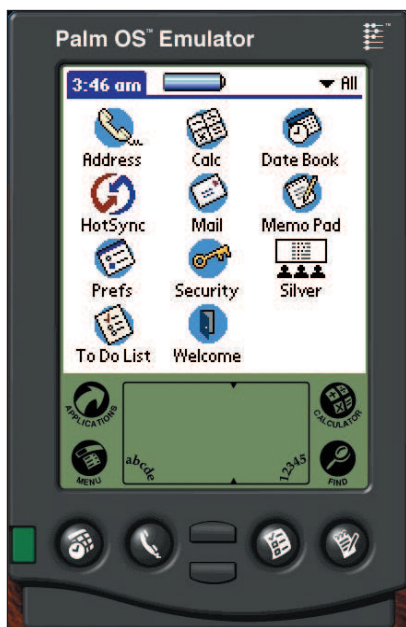 Palm OS™ Emulator
3:46 am
All
Address Calc Date Book
HotSync Mail Memo Pad
Prefs Security Silver
To Do List Welcome
APPLICATIONS CALCULATOR
abcde 12345
MENU FIND